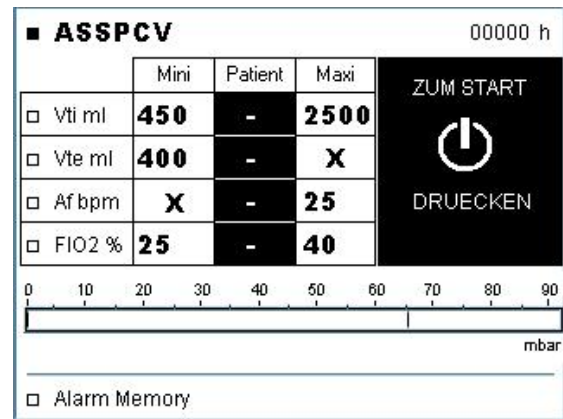 ASSPCV 00000 h
Mini Patient Maxi
ZUM START
Vti ml 450 - 2500
Vte ml 400 - X
DRUECKEN
Af bpm X - 25
FIO2 % 25 - 40
0 10 20 30 40 50 60 70 80 90
mbar
Alarm Memory